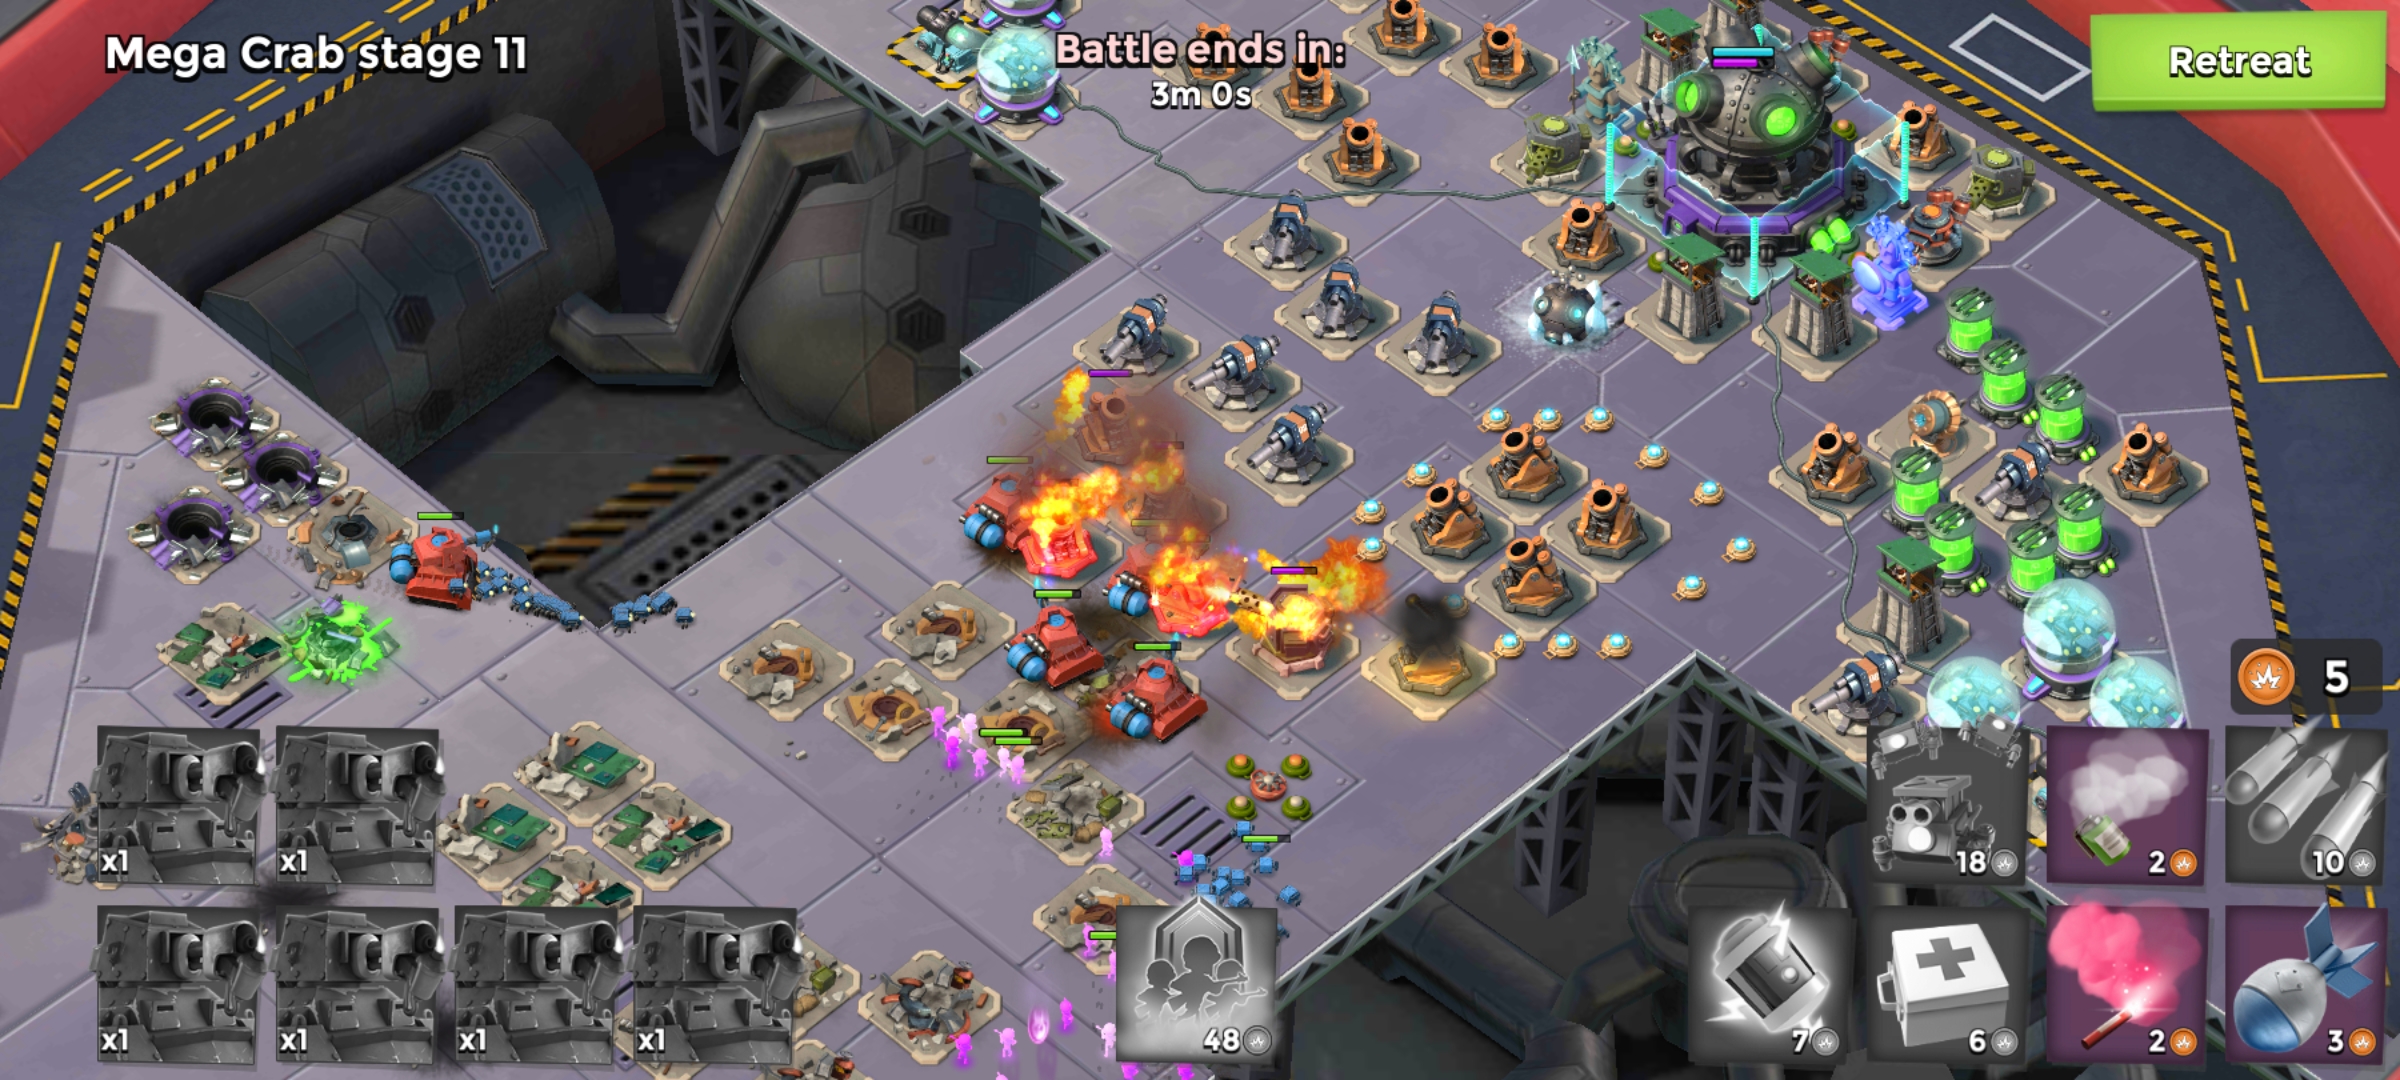 Mega Crab stage 11
Battle ends in:
3m 0s
Retreat
5
x1
x1
18
2
10
x1
x1
x1
x1
48
7
6
2
3